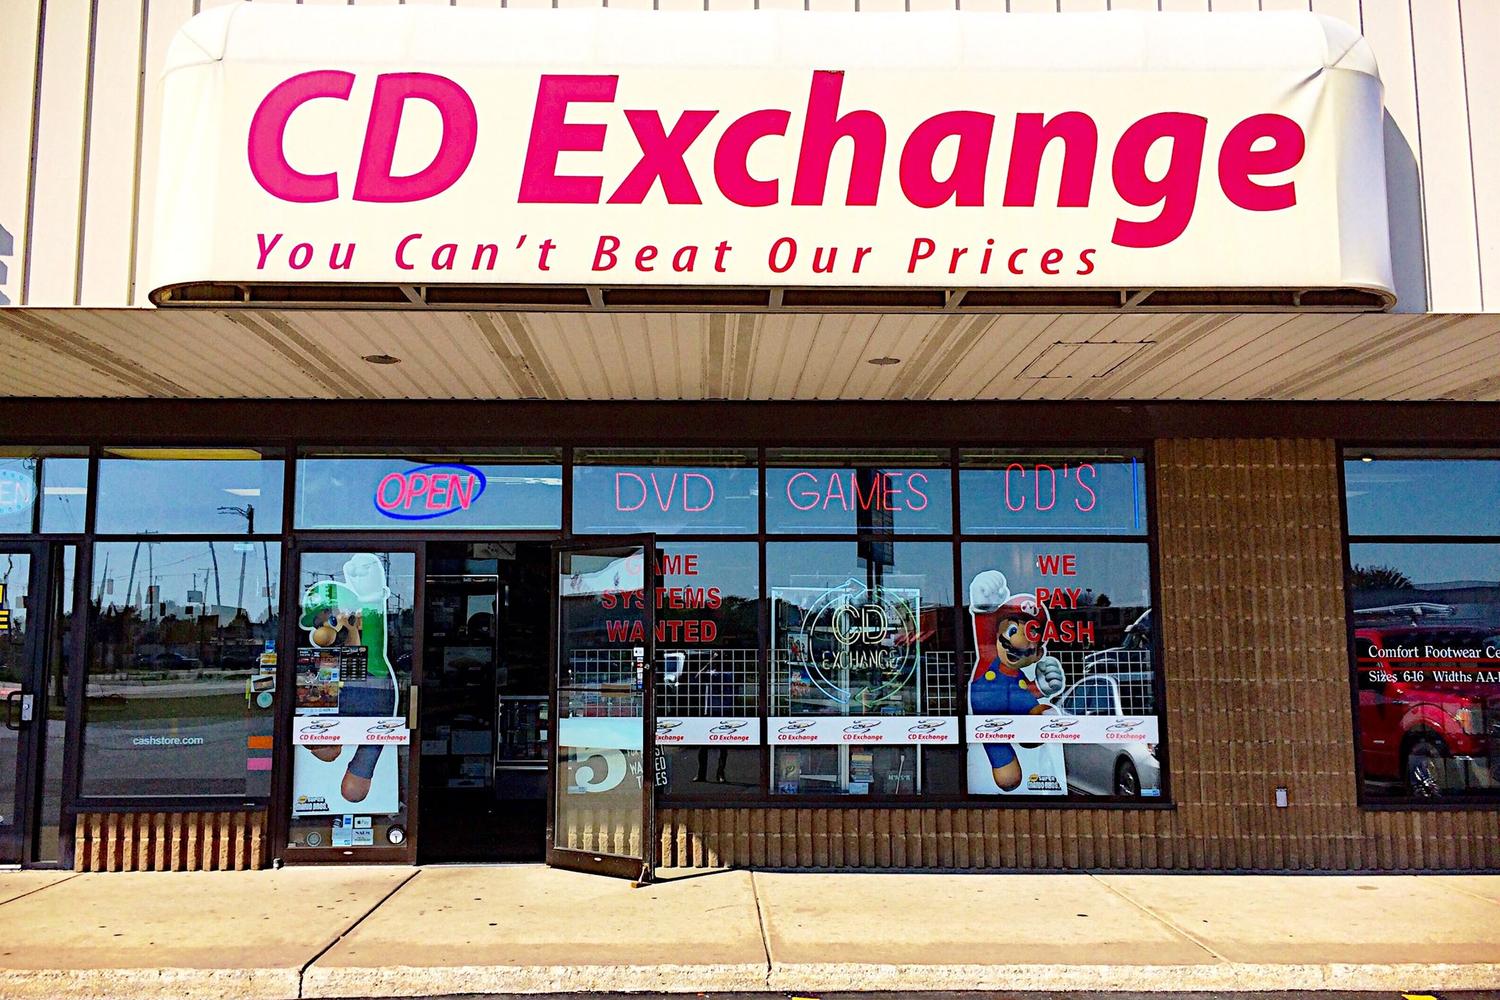 CD Exchange
You Can't Beat Our Prices
OPEN
DVD
GAMES
CD'S
GAME
SYSTEMS
WANTED
WE
PAY
CASH
CD
EXCHANGE
cashstore.com
CD Exchange
CD Exchange
CD Exchange
CD Exchange
CD Exchange
CD Exchange
CD Exchange
CD Exchange
CD Exchange
5
Comfort Footwear
Sizes 6-16 Widths